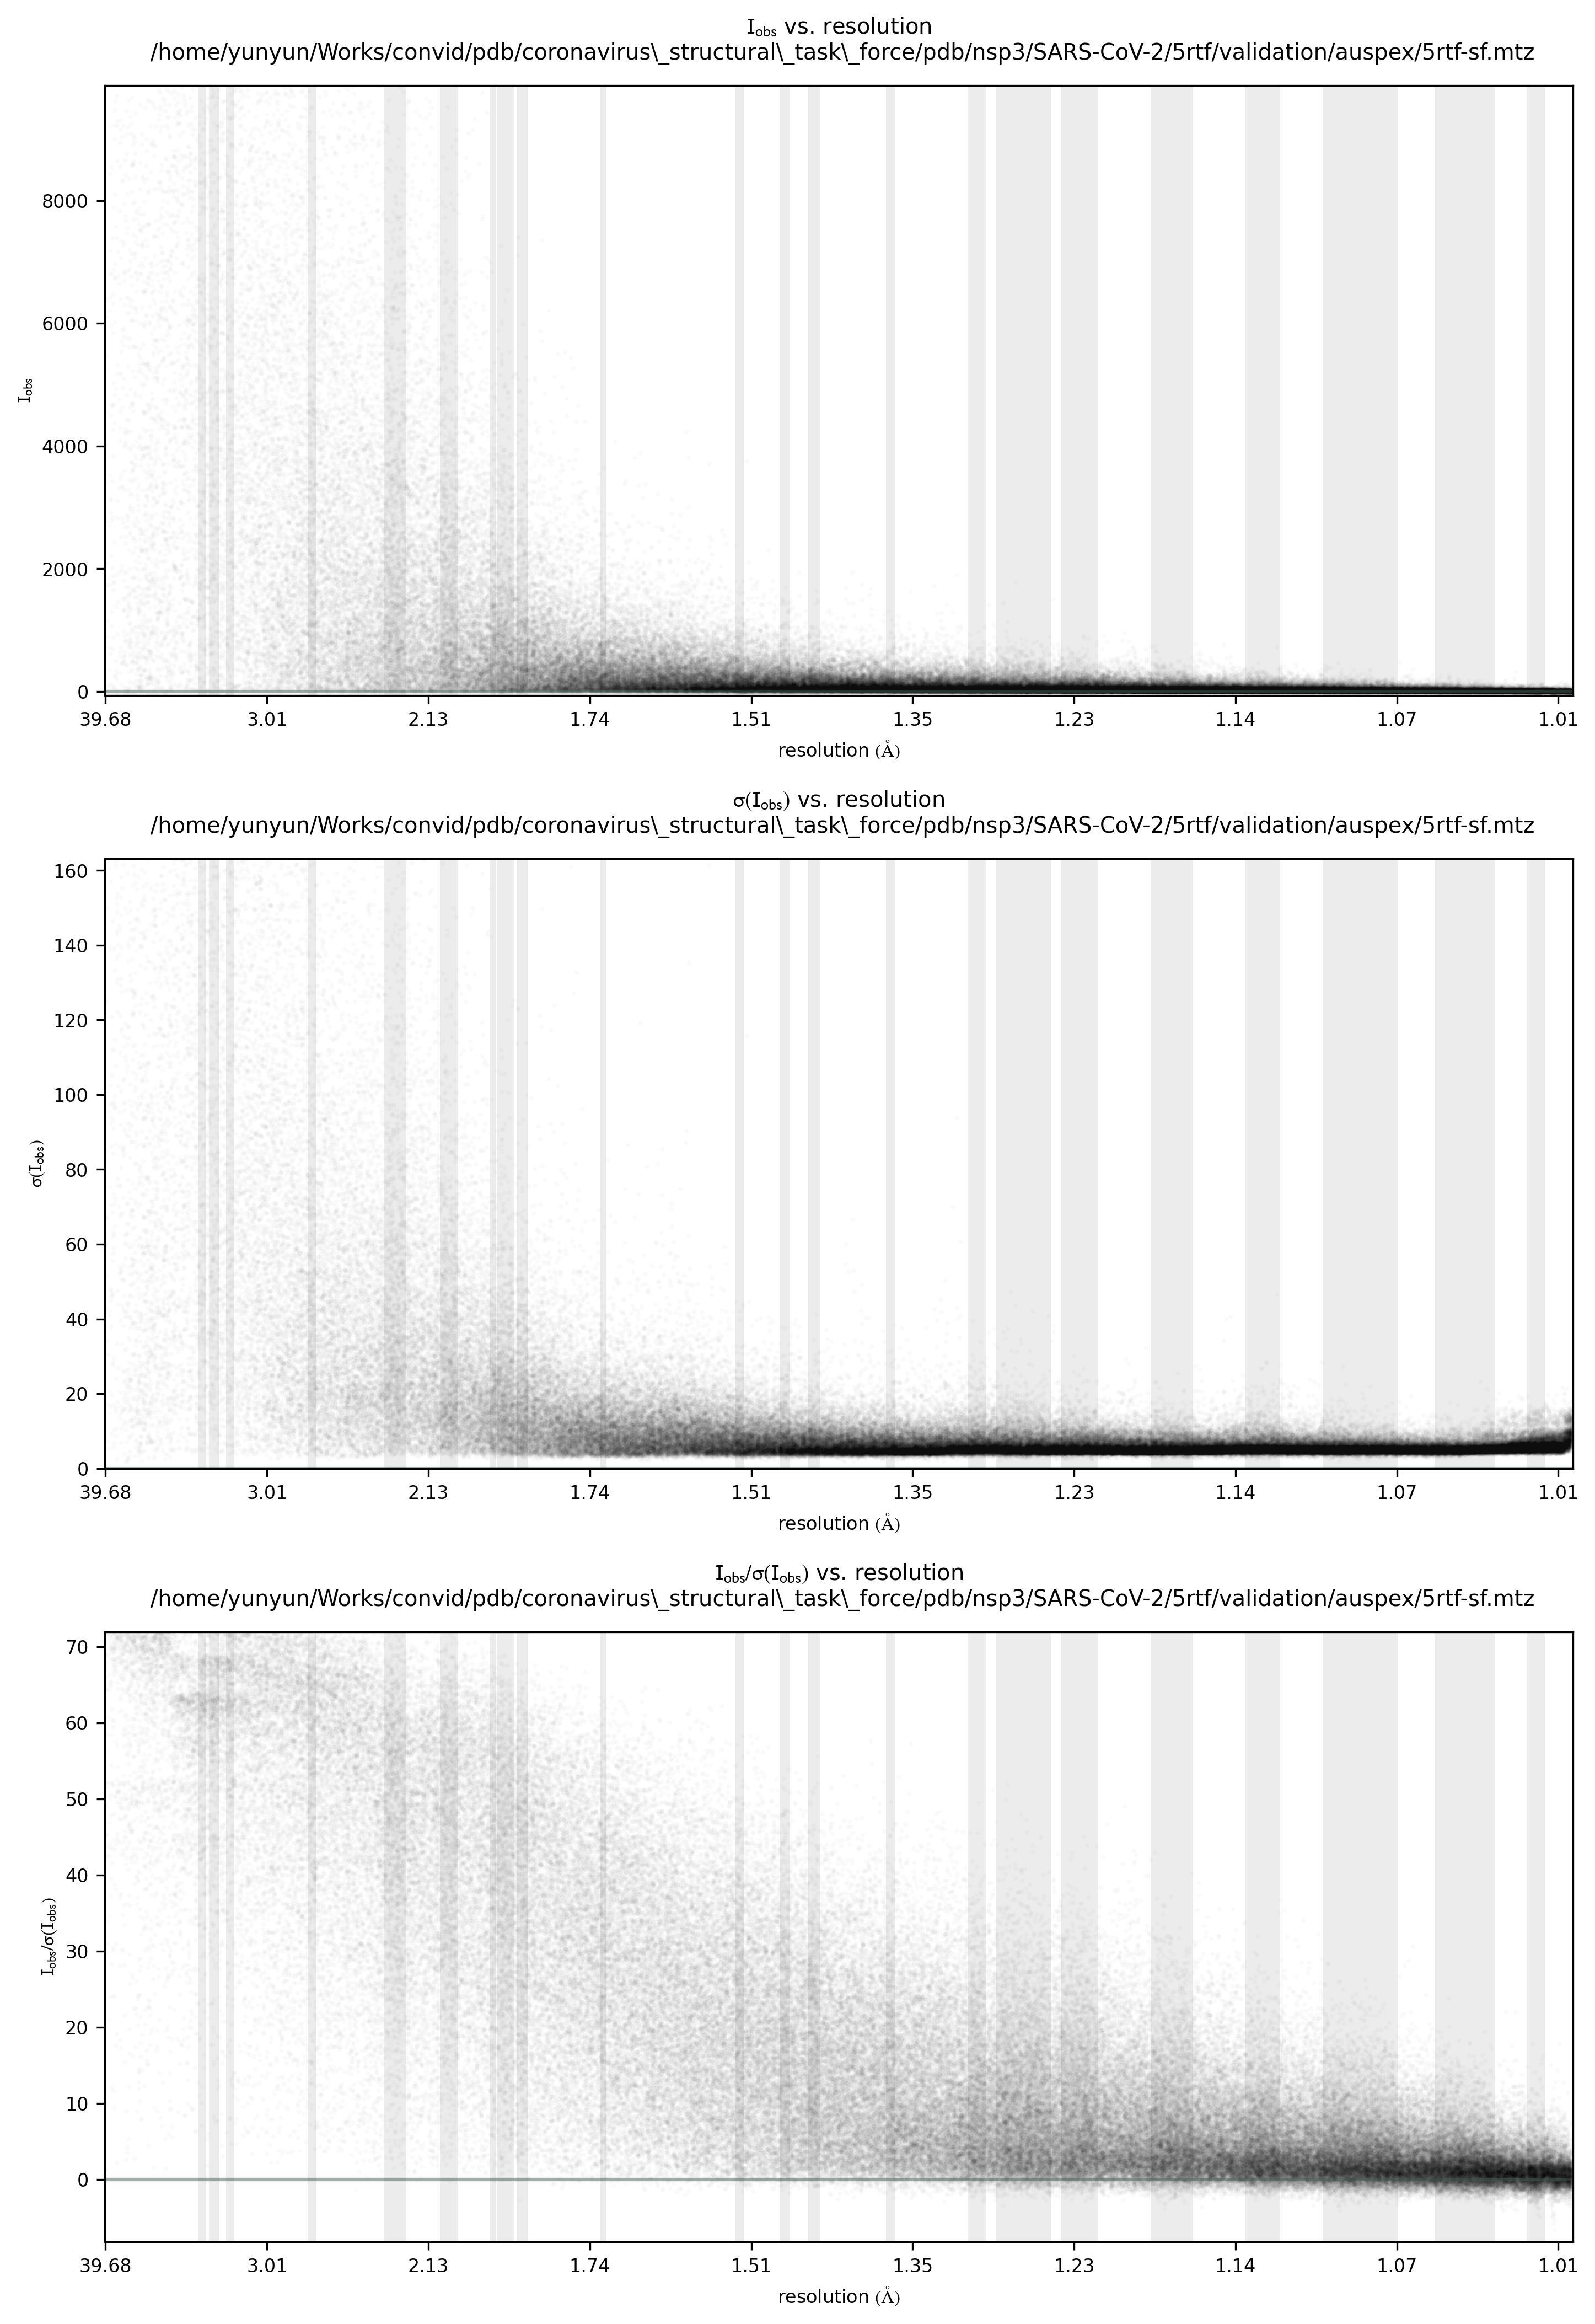 I_obs vs. resolution
/home/yunyun/Works/convid/pdb/coronavirus\_structural\_task\_force/pdb/nsp3/SARS-CoV-2/5rtf/validation/auspex/5rtf-sf.mtz
I_obs
8000
6000
4000
2000
0
39.68 3.01 2.13 1.74 1.51 1.35 1.23 1.14 1.07 1.01
resolution (Å)
σ(I_obs) vs. resolution
/home/yunyun/Works/convid/pdb/coronavirus\_structural\_task\_force/pdb/nsp3/SARS-CoV-2/5rtf/validation/auspex/5rtf-sf.mtz
σ(I_obs)
160
140
120
100
80
60
40
20
0
39.68 3.01 2.13 1.74 1.51 1.35 1.23 1.14 1.07 1.01
resolution (Å)
I_obs/σ(I_obs) vs. resolution
/home/yunyun/Works/convid/pdb/coronavirus\_structural\_task\_force/pdb/nsp3/SARS-CoV-2/5rtf/validation/auspex/5rtf-sf.mtz
I_obs/σ(I_obs)
70
60
50
40
30
20
10
0
39.68 3.01 2.13 1.74 1.51 1.35 1.23 1.14 1.07 1.01
resolution (Å)